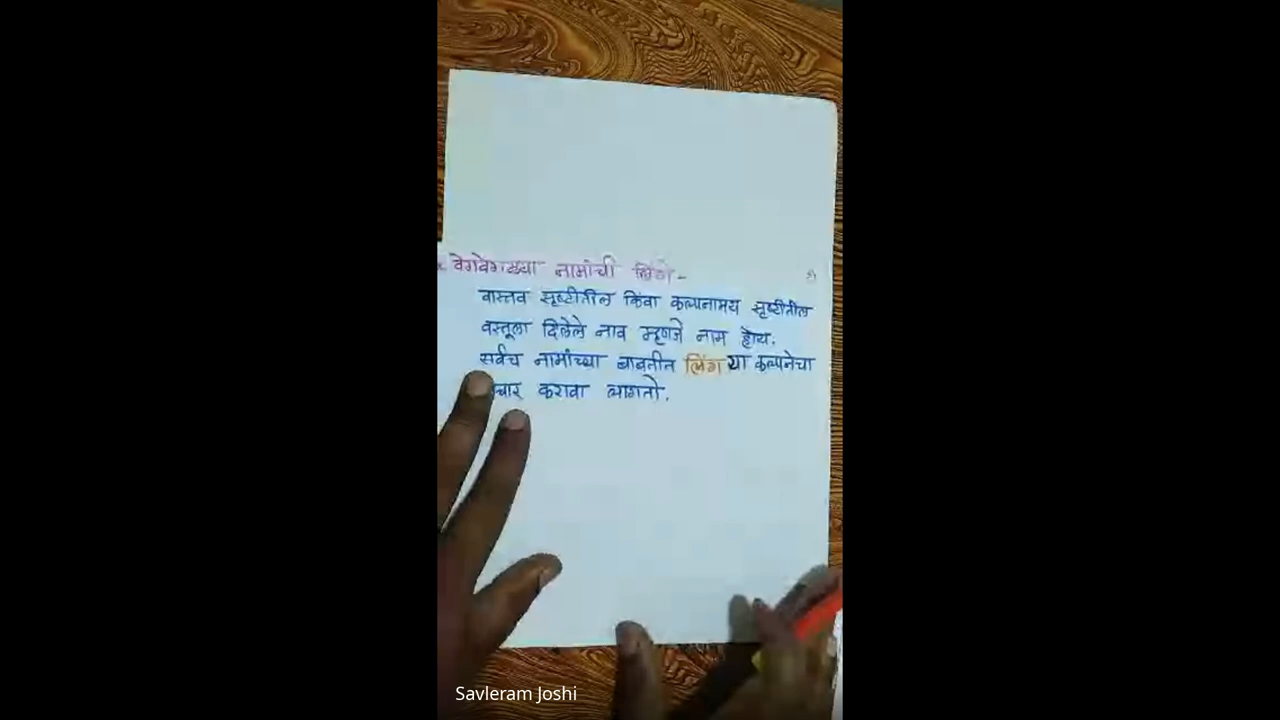 वेगवेगळ्या नामांची लिंगे -
वास्तव सृष्टीतील किंवा कल्पनामय सृष्टीतील
वस्तूला दिलेले नाव म्हणजे नाम होय.
सर्वच नामांच्या बाबतीत लिंग या कल्पनेचा
चार करावा लागतो.
Savleram Joshi